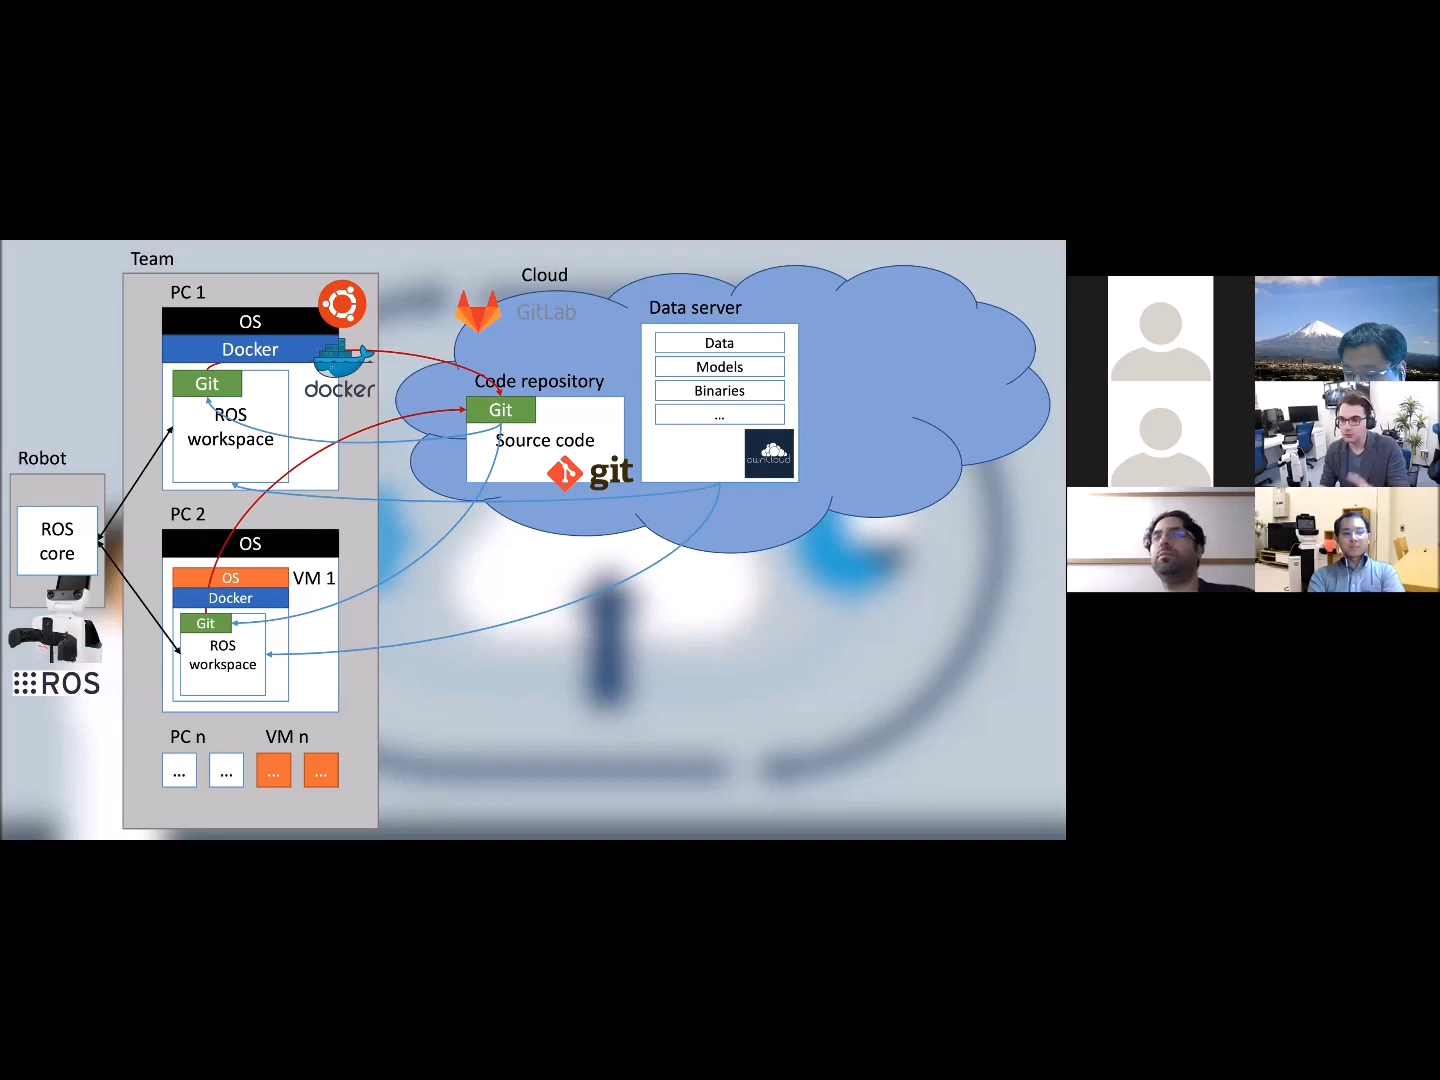 Team
PC 1
OS
Docker
docker
Git
ROS
workspace
Robot
ROS
core
ROS
PC 2
OS
OS
VM 1
Docker
Git
ROS
workspace
PC n
VM n
...
...
...
...
Cloud
GitLab
Code repository
Git
Source code
git
Data server
Data
Models
Binaries
...
ownCloud